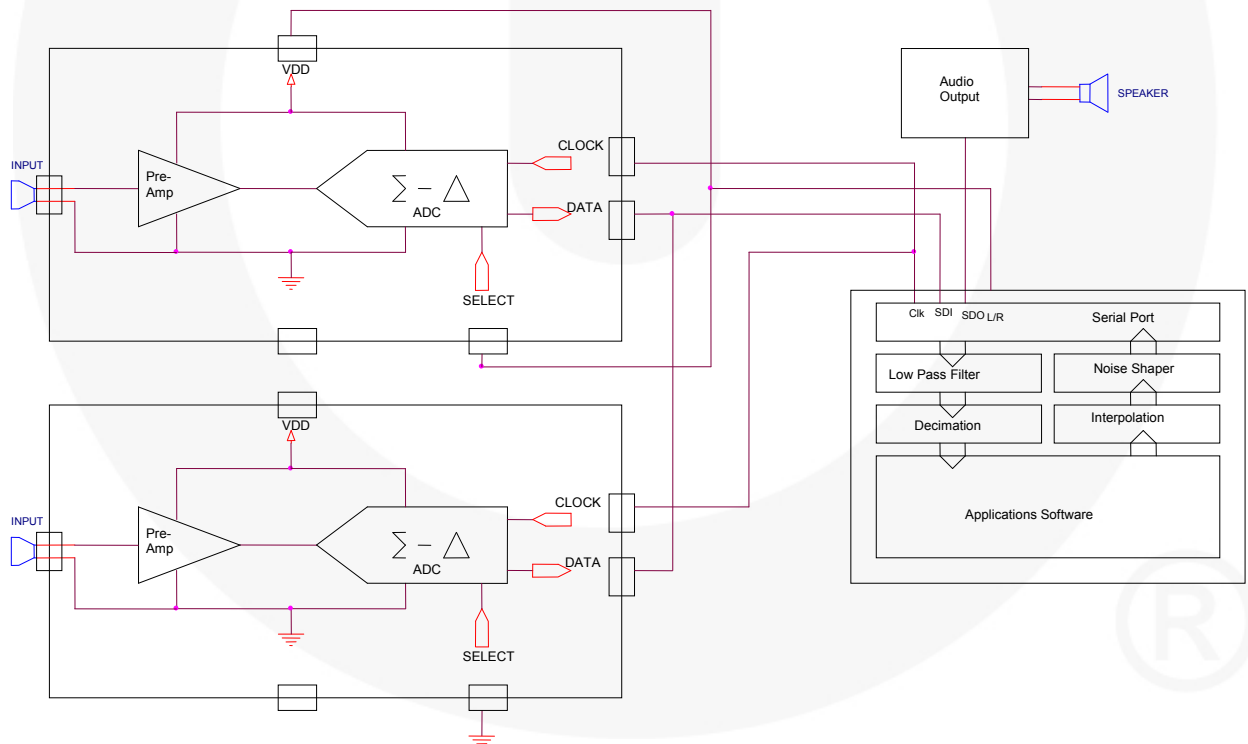 VDD
INPUT
Pre-
Amp
Σ – Δ
ADC
CLOCK
DATA
SELECT
Audio
Output
SPEAKER
Clk SDI SDO L/R
Serial Port
Low Pass Filter
Noise Shaper
Decimation
Interpolation
Applications Software
VDD
INPUT
Pre-
Amp
Σ – Δ
ADC
CLOCK
DATA
SELECT
®